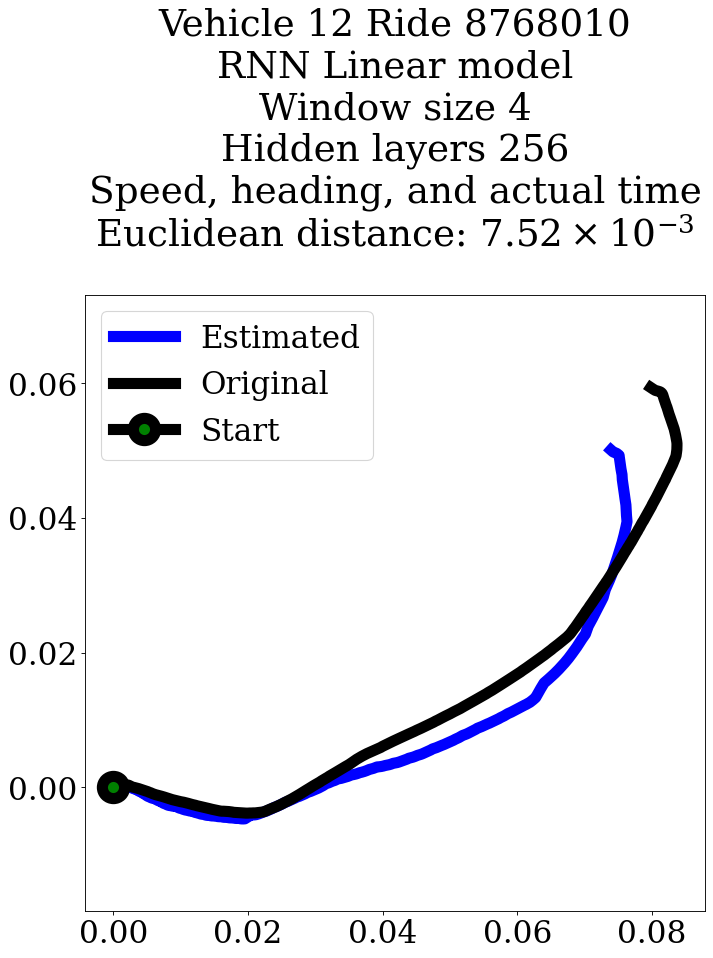 Vehicle 12 Ride 8768010
RNN Linear model
Window size 4
Hidden layers 256
Speed, heading, and actual time
Euclidean distance: 7.52 × 10⁻³
Estimated
Original
Start
0.06
0.04
0.02
0.00
0.00 0.02 0.04 0.06 0.08